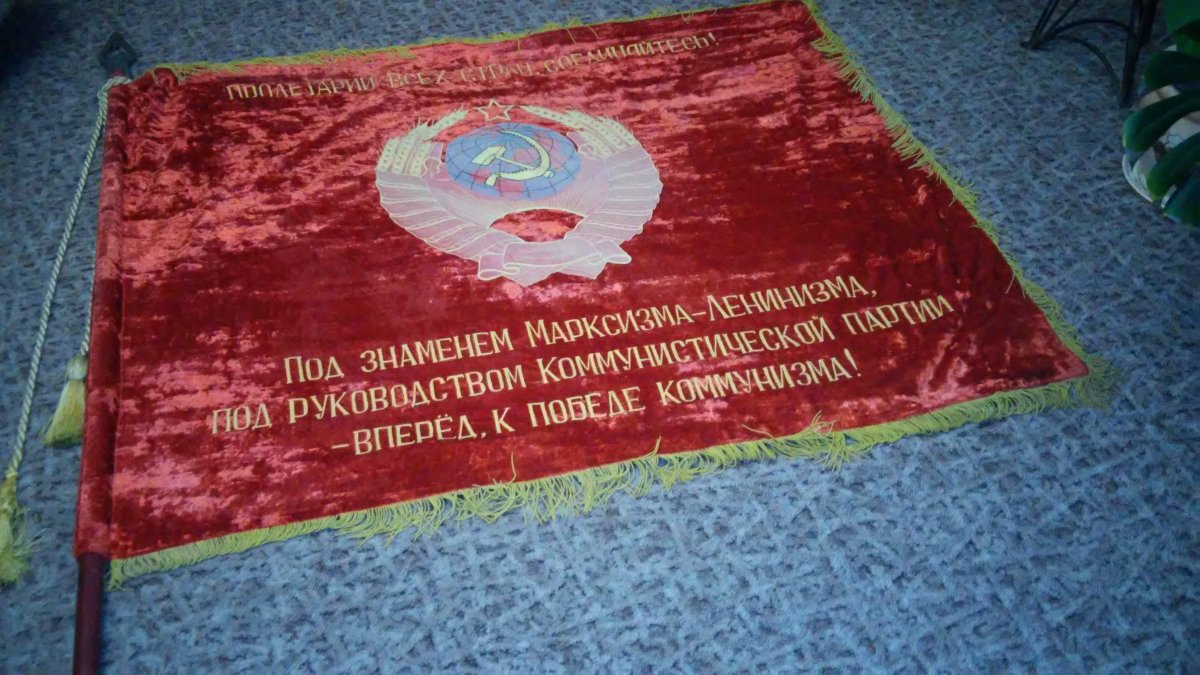 ПРОЛЕТАРИИ ВСЕХ СТРАН, СОЕДИНЯЙТЕСЬ!
ПОД ЗНАМЕНЕМ МАРКСИЗМА-ЛЕНИНИЗМА,
ПОД РУКОВОДСТВОМ КОММУНИСТИЧЕСКОЙ ПАРТИИ
-ВПЕРЁД, К ПОБЕДЕ КОММУНИЗМА!